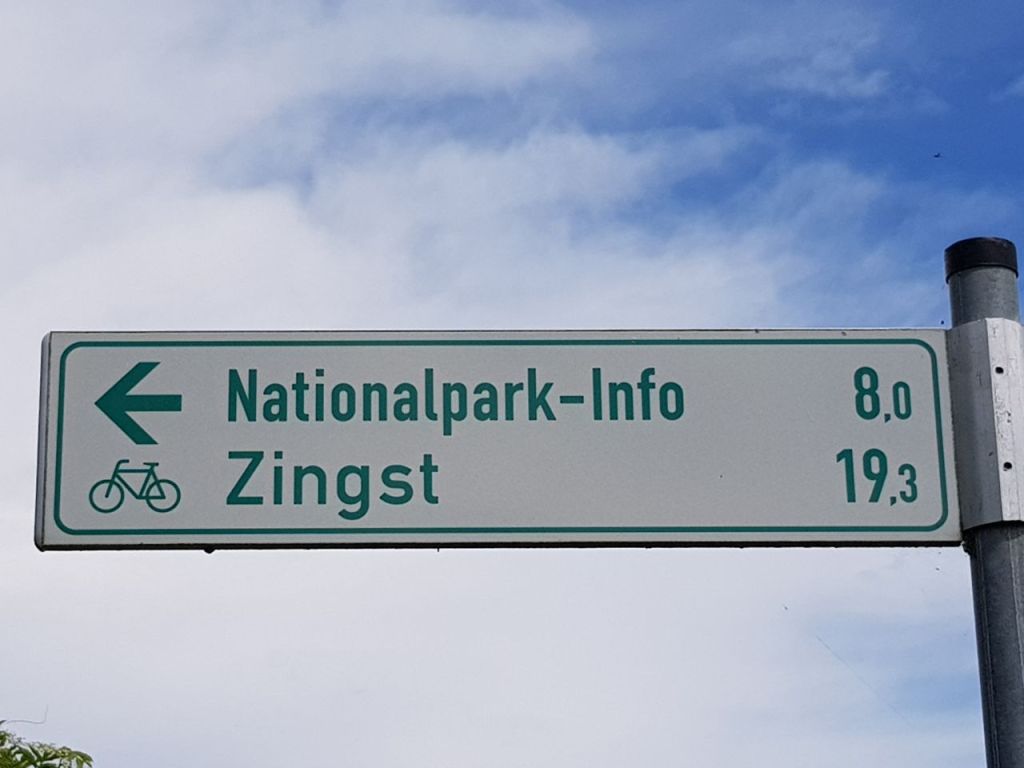 Nationalpark-Info 8,0
Zingst 19,3